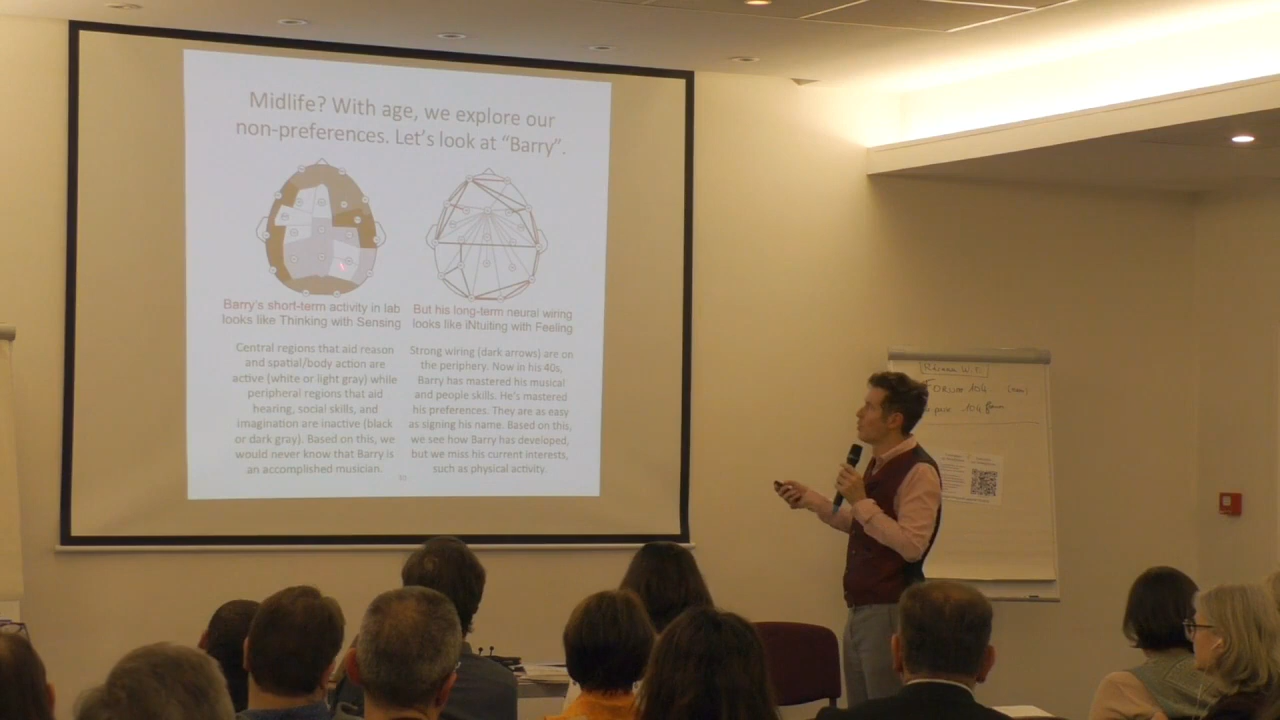 Midlife? With age, we explore our
non-preferences. Let's look at "Barry".
Barry's short-term activity in lab
looks like Thinking with Sensing
But his long-term neural wiring
looks like iNtuiting with Feeling
Central regions that aid reason
and spatial/body action are
active (white or light gray) while
peripheral regions that aid
hearing, social skills, and
imagination are inactive (black
or dark gray). Based on this, we
would never know that Barry is
an accomplished musician.
Strong wiring (dark arrows) are on
the periphery. Now in his 40s,
Barry has mastered his musical
and people skills. He's mastered
his preferences. They are as easy
as signing his name. Based on this,
we see how Barry has developed,
but we miss his current interests,
such as physical activity.
FORUM 104
104